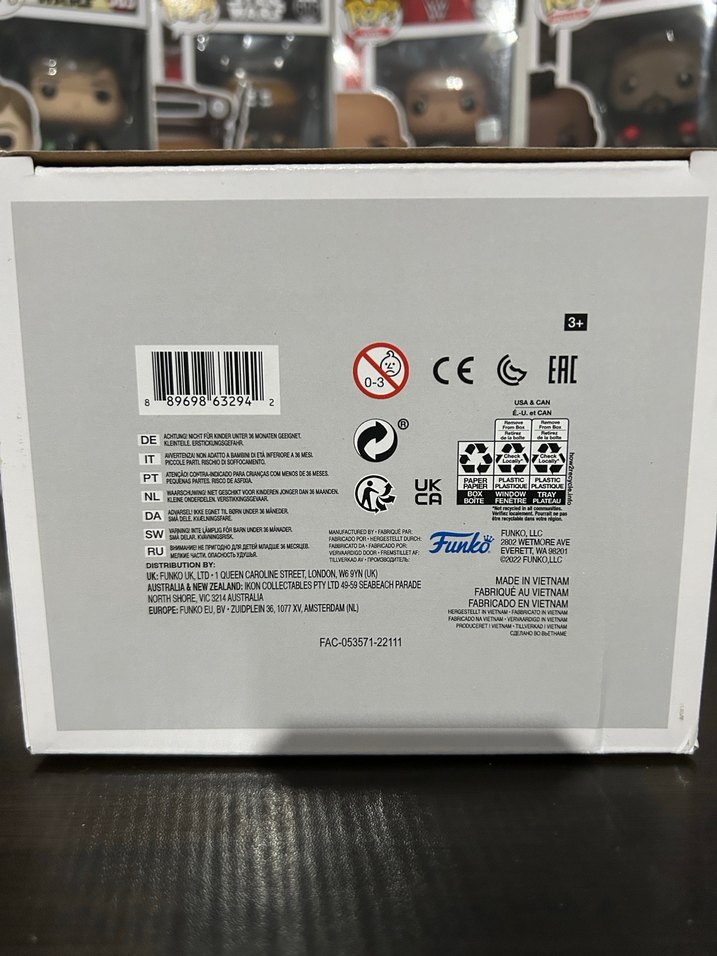 WARS
STAR
WARS
POP!
POP!
W
POP!
3+
8 89698 63294 2
0-3
CE
EAC
USA & CAN
É.-U. et CAN
Remove From Box
Retirez de la boîte
Remove From Box
Retirez de la boîte
Check Locally*
Check Locally*
PAPER
PAPIER
BOX
BOÎTE
PLASTIC
PLASTIQUE
WINDOW
FENÊTRE
PLASTIC
PLASTIQUE
TRAY
PLATEAU
how2recycle.info
*Not recycled in all communities.
Vérifiez localement. Pourrait ne pas
être recyclable dans votre région.
®
UK
CA
DE ACHTUNG! NICHT FÜR KINDER UNTER 36 MONATEN GEEIGNET.
KLEINTEILE. ERSTICKUNGSGEFAHR.
IT AVVERTENZA! NON ADATTO A BAMBINI DI ETÀ INFERIORE A 36 MESI.
PICCOLE PARTI. RISCHIO DI SOFFOCAMENTO.
PT ATENÇÃO! CONTRA-INDICADO PARA CRIANÇAS COM MENOS DE 36 MESES.
PEQUENAS PARTES. RISCO DE ASFIXIA.
NL WAARSCHUWING: NIET GESCHIKT VOOR KINDEREN JONGER DAN 36 MAANDEN.
KLEINE ONDERDELEN. VERSTIKKINGSGEVAAR.
DA ADVARSEL! IKKE EGNET TIL BØRN UNDER 36 MÅNEDER.
SMÅ DELE. KVÆLNINGSFARE.
SW VARNING! INTE LÄMPLIG FÖR BARN UNDER 36 MÅNADER.
SMÅ DELAR. KVÄVNINGSRISK.
RU ВНИМАНИЕ! НЕ ПРИГОДНО ДЛЯ ДЕТЕЙ МЛАДШЕ 36 МЕСЯЦЕВ.
МЕЛКИЕ ЧАСТИ. ОПАСНОСТЬ УДУШЬЯ.
MANUFACTURED BY • FABRIQUÉ PAR:
FABRICADO POR • HERGESTELLT DURCH:
FABBRICATO DA • FABRICADO POR:
VERVAARDIGD DOOR • FREMSTILLET AF:
TILLVERKAD AV • ПРОИЗВОДИТЕЛЬ:
Funko
FUNKO, LLC
2802 WETMORE AVE
EVERETT, WA 98201
©2022 FUNKO,LLC
DISTRIBUTION BY:
UK: FUNKO UK, LTD • 1 QUEEN CAROLINE STREET, LONDON, W6 9YN (UK)
AUSTRALIA & NEW ZEALAND: IKON COLLECTABLES PTY LTD 49-59 SEABEACH PARADE
NORTH SHORE, VIC 3214 AUSTRALIA
EUROPE: FUNKO EU, BV • ZUIDPLEIN 36, 1077 XV, AMSTERDAM (NL)
MADE IN VIETNAM
FABRIQUÉ AU VIETNAM
FABRICADO EN VIETNAM
HERGESTELLT IN VIETNAM • FABBRICATO IN VIETNAM
FABRICADO NA VIETNAM • VERVAARDIGD IN VIETNAM
PRODUCERET I VIETNAM • TILLVERKAD I VIETNAM
СДЕЛАНО ВО ВЬЕТНАМЕ
FAC-053571-22111